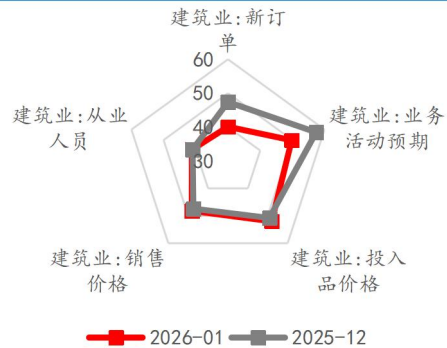 建筑业:新订
单
60
50
40
30
建筑业:从业
人员
建筑业:业务
活动预期
建筑业:销售
价格
建筑业:投入
品价格
2026-01
2025-12